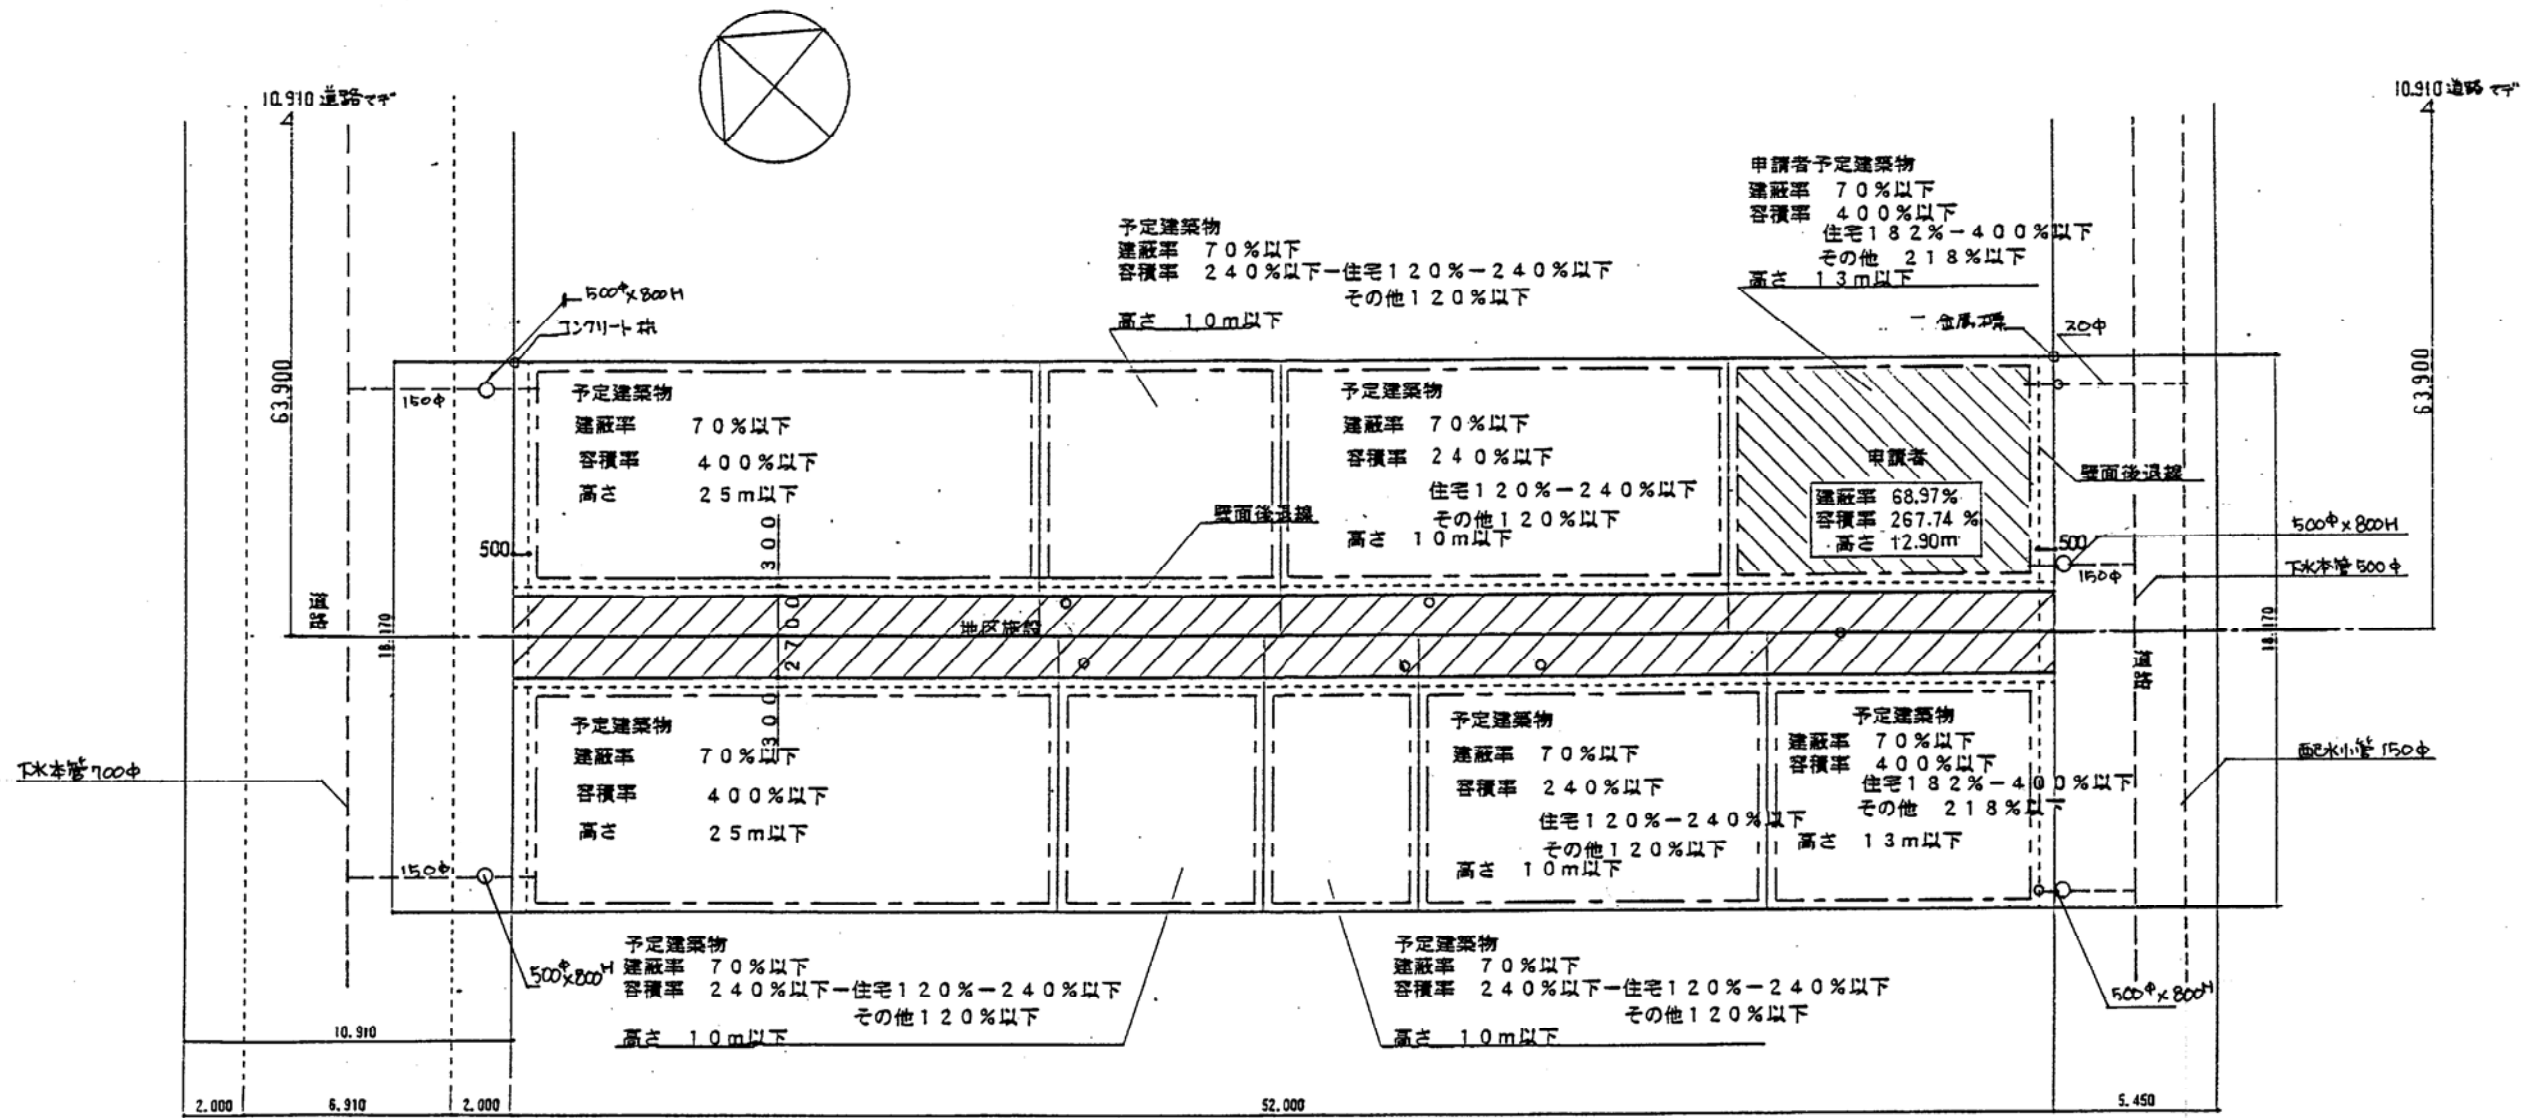 10.910 道路マデ
10.910 道路マデ
63.900
63.900
500φ×800H
コンクリート杭
予定建築物
建蔽率 70%以下
容積率 240%以下－住宅120%－240%以下
その他120%以下
高さ 10m以下
申請者予定建築物
建蔽率 70%以下
容積率 400%以下
住宅182%－400%以下
その他 218%以下
高さ 13m以下
金属標
20φ
150φ
予定建築物
建蔽率 70%以下
容積率 400%以下
高さ 25m以下
予定建築物
建蔽率 70%以下
容積率 240%以下
住宅120%－240%以下
その他120%以下
高さ 10m以下
申請者
建蔽率 68.97%
容積率 267.74%
高さ 12.90m
壁面後退線
壁面後退線
500
500
500φ×800H
150φ
下水本管500φ
300
2700
300
道路
道路
18.170
18.170
地区施設
予定建築物
建蔽率 70%以下
容積率 400%以下
高さ 25m以下
予定建築物
建蔽率 70%以下
容積率 240%以下
住宅120%－240%以下
その他120%以下
高さ 10m以下
予定建築物
建蔽率 70%以下
容積率 400%以下
住宅182%－400%以下
その他 218%以下
高さ 13m以下
下水本管700φ
配水小管150φ
150φ
500φ×800H
予定建築物
建蔽率 70%以下
容積率 240%以下－住宅120%－240%以下
その他120%以下
高さ 10m以下
予定建築物
建蔽率 70%以下
容積率 240%以下－住宅120%－240%以下
その他120%以下
高さ 10m以下
500φ×800H
10.910
2.000
6.910
2.000
52.000
5.450